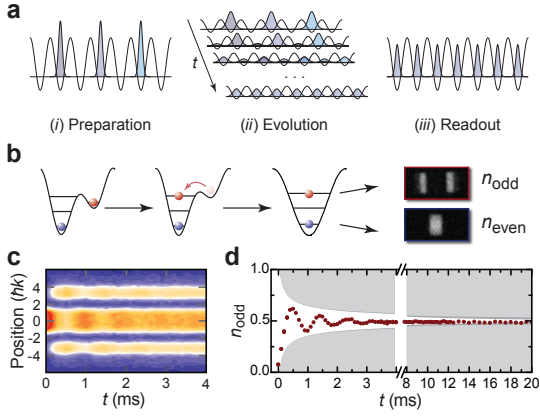 a
t
. . .
(i) Preparation
(ii) Evolution
(iii) Readout
b
n_odd
n_even
c
Position (ħk)
4
2
0
-2
-4
0 1 2 3 4
t (ms)
d
n_odd
1.0
0.5
0.0
0 1 2 3 8 10 12 14 16 18 20
t (ms)